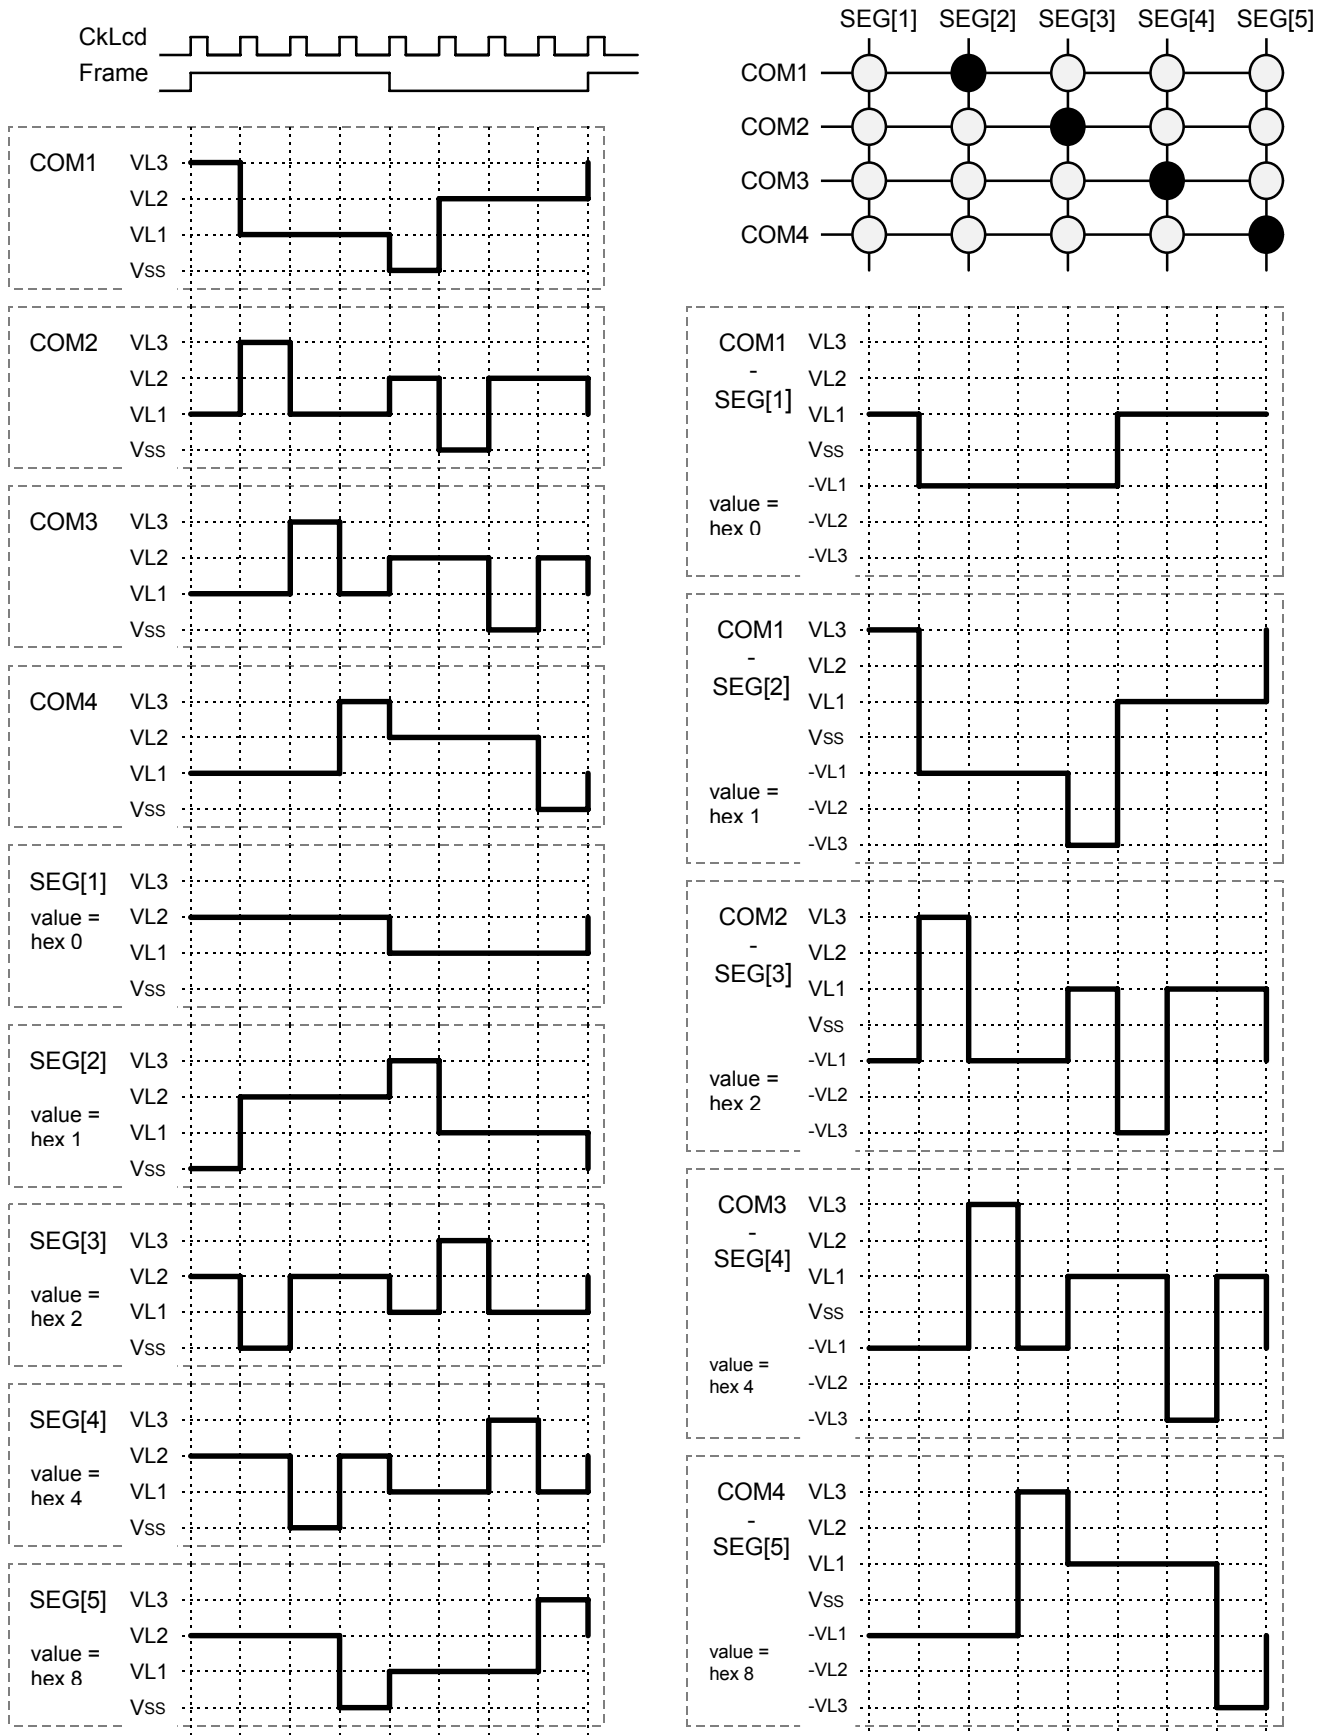 CkLcd
Frame
COM1
VL3
VL2
VL1
Vss
COM2
VL3
VL2
VL1
Vss
COM3
VL3
VL2
VL1
Vss
COM4
VL3
VL2
VL1
Vss
SEG[1]
value =
hex 0
VL3
VL2
VL1
Vss
SEG[2]
value =
hex 1
VL3
VL2
VL1
Vss
SEG[3]
value =
hex 2
VL3
VL2
VL1
Vss
SEG[4]
value =
hex 4
VL3
VL2
VL1
Vss
SEG[5]
value =
hex 8
VL3
VL2
VL1
Vss
SEG[1] SEG[2] SEG[3] SEG[4] SEG[5]
COM1
COM2
COM3
COM4
COM1
-
SEG[1]
value =
hex 0
VL3
VL2
VL1
Vss
-VL1
-VL2
-VL3
COM1
-
SEG[2]
value =
hex 1
VL3
VL2
VL1
Vss
-VL1
-VL2
-VL3
COM2
-
SEG[3]
value =
hex 2
VL3
VL2
VL1
Vss
-VL1
-VL2
-VL3
COM3
-
SEG[4]
value =
hex 4
VL3
VL2
VL1
Vss
-VL1
-VL2
-VL3
COM4
-
SEG[5]
value =
hex 8
VL3
VL2
VL1
Vss
-VL1
-VL2
-VL3